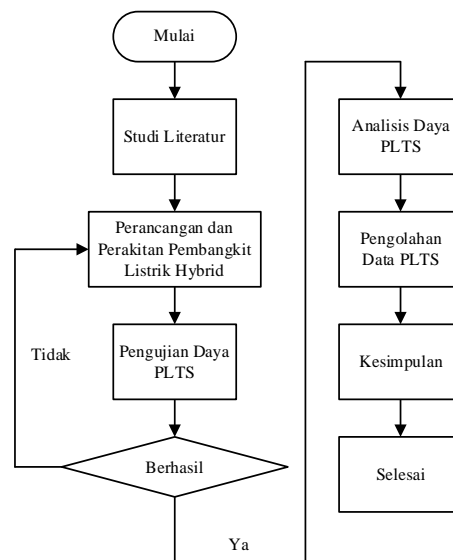 Mulai
Studi Literatur
Perancangan dan
Perakitan Pembangkit
Listrik Hybrid
Tidak
Pengujian Daya
PLTS
Berhasil
Ya
Analisis Daya
PLTS
Pengolahan
Data PLTS
Kesimpulan
Selesai